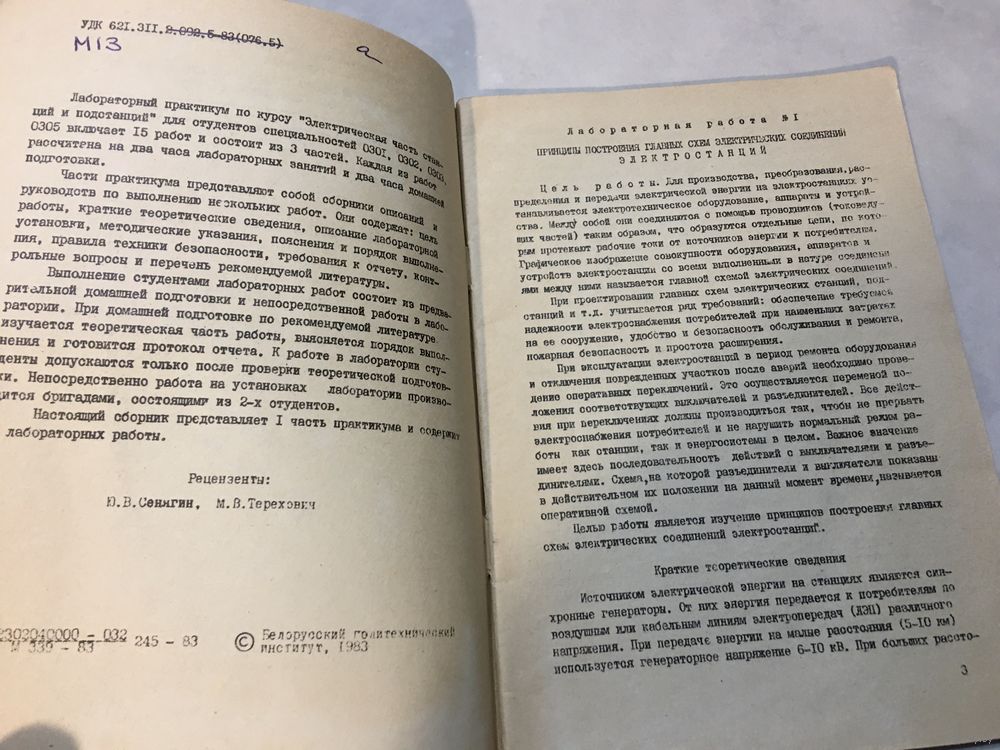 УДК 621.311.2.092.5-83(076.5)
М13
a
Лабораторный практикум по курсу "Электрическая часть стан-
ций и подстанций" для студентов специальностей 0301, 0302, 0303,
0305 включает 15 работ и состоит из 3 частей. Каждая из работ
рассчитана на два часа лабораторных занятий и два часа домашней
подготовки.
Части практикума представляют собой сборники описаний и
руководств по выполнению нескольких работ. Они содержат: цель
работы, краткие теоретические сведения, описание лабораторной
установки, методические указания, пояснения и порядок выполне-
ния, правила техники безопасности, требования к отчету, конт-
рольные вопросы и перечень рекомендуемой литературы.
Выполнение студентами лабораторных работ состоит из предва-
рительной домашней подготовки и непосредственной работы в лабо-
ратории. При домашней подготовке по рекомендуемой литературе
изучается теоретическая часть работы, выясняется порядок выпол-
нения и готовится протокол отчета. К работе в лаборатории сту-
денты допускаются только после проверки теоретической подготов-
ки. Непосредственно работа на установках лаборатории произво-
дится бригадами, состоящими из 2-х студентов.
Настоящий сборник представляет I часть практикума и содержит
лабораторных работы.
Рецензенты:
Ю.В.Сенягин, М.В.Терехович
2302040000 - 032
М 339 - 83
245 - 83
© Белорусский политехнический
институт, 1983
Лабораторная работа №I
ПРИНЦИПЫ ПОСТРОЕНИЯ ГЛАВНЫХ СХЕМ ЭЛЕКТРИЧЕСКИХ СОЕДИНЕНИЙ
ЭЛЕКТРОСТАНЦИЙ
Цель работы. Для производства, преобразования,рас-
пределения и передачи электрической энергии на электростанциях ус-
танавливается электротехническое оборудование, аппараты и устрой-
ства. Между собой они соединяются с помощью проводников (токоведу-
щих частей) таким образом, что образуются отдельные цепи, по кото-
рым протекают рабочие токи от источников энергии к потребителям.
Графическое изображение совокупности оборудования, аппаратов и
устройств электростанции со всеми выполненными в натуре соединени
ями между ними называется главной схемой электрических соединений.
При проектировании главных схем электрических станций, под-
станций и т.д. учитывается ряд требований: обеспечение требуемой
надежности электроснабжения потребителей при наименьших затратах
на ее сооружение, удобство и безопасность обслуживания и ремонта,
пожарная безопасность и простота расширения.
При эксплуатации электростанций в период ремонта оборудования
и отключения поврежденных участков после аварий необходимо прове-
дение оперативных переключений. Это осуществляется переменой по-
ложения соответствующих выключателей и разъединителей. Все дейст-
вия при переключениях должны производиться так, чтобы не прервать
электроснабжения потребителей и не нарушить нормальный режим ра-
боты как станции, так и энергосистемы в целом. Важное значение
имеет здесь последовательность действий с выключателями и разъе-
динителями. Схема,на которой разъединители и выключатели показаны
в действительном их положении на данный момент времени,называется
оперативной схемой.
Целью работы является изучение принципов построения главных
схем электрических соединений электростанций.
Краткие теоретические сведения
Источником электрической энергии на станциях являются син-
хронные генераторы. От них энергия передается к потребителям по
воздушным или кабельным линиям электропередач (ЛЭП) различного
напряжения. При передаче энергии на малые расстояния (5-10 км)
используется генераторное напряжение 6-10 кВ. При больших расстоя-
3